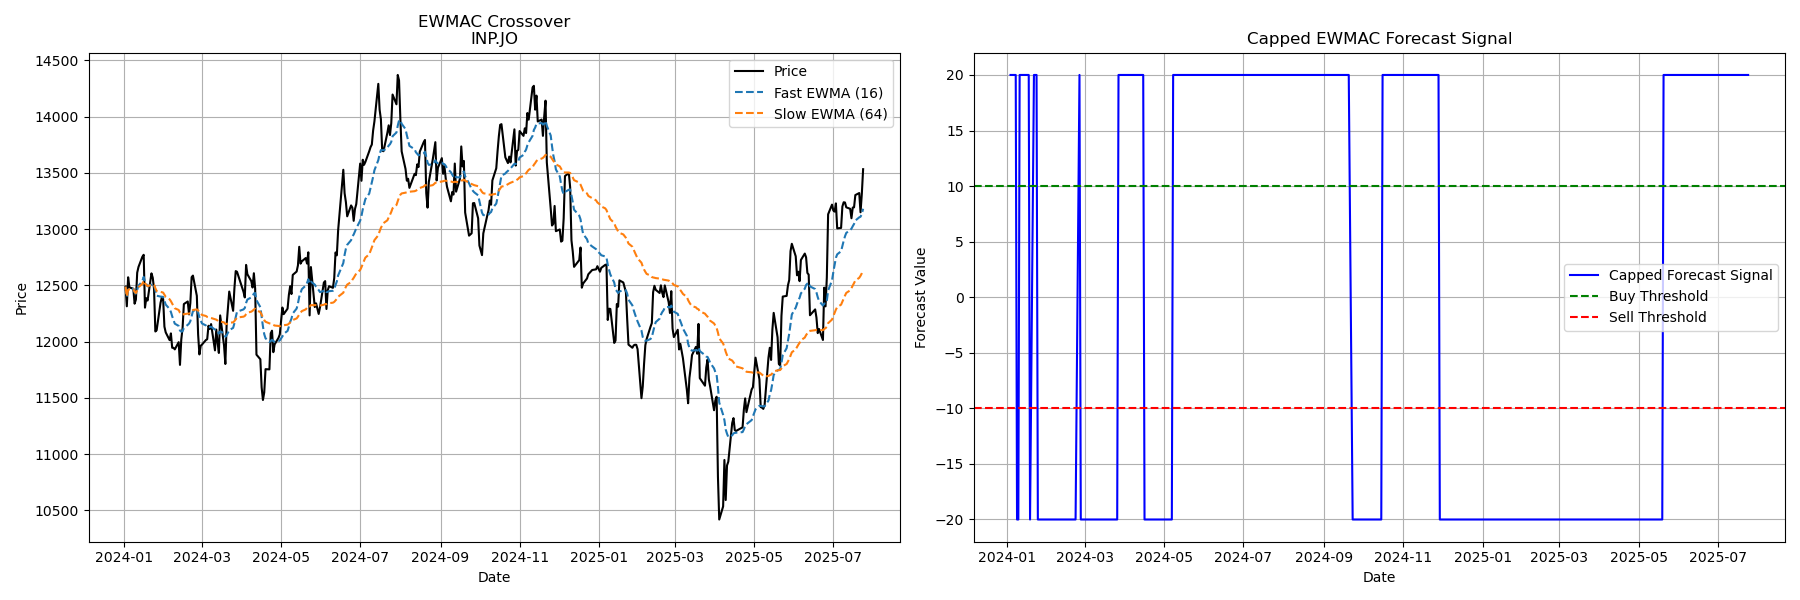 EWMAC Crossover
INP.JO
Price
Fast EWMA (16)
Slow EWMA (64)
14500
14000
13500
13000
12500
12000
11500
11000
10500
Price
2024-01
2024-03
2024-05
2024-07
2024-09
2024-11
2025-01
2025-03
2025-05
2025-07
Date
Capped EWMAC Forecast Signal
20
15
10
5
0
−5
−10
−15
−20
Forecast Value
Capped Forecast Signal
Buy Threshold
Sell Threshold
2024-01
2024-03
2024-05
2024-07
2024-09
2024-11
2025-01
2025-03
2025-05
2025-07
Date